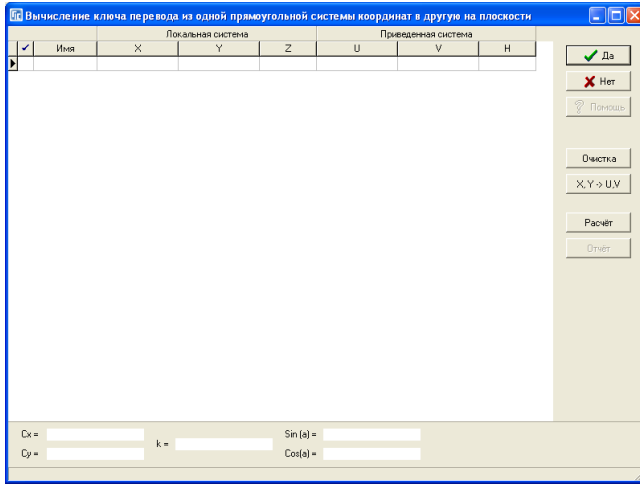 Вычисление ключа перевода из одной прямоугольной системы координат в другую на плоскости
Локальная система Приведенная система
Имя X Y Z U V H
Да
Нет
Помощь
Очистка
X,Y -> U,V
Расчёт
Отчёт
Cx = k = Sin (a) =
Cy = Cos(a) =